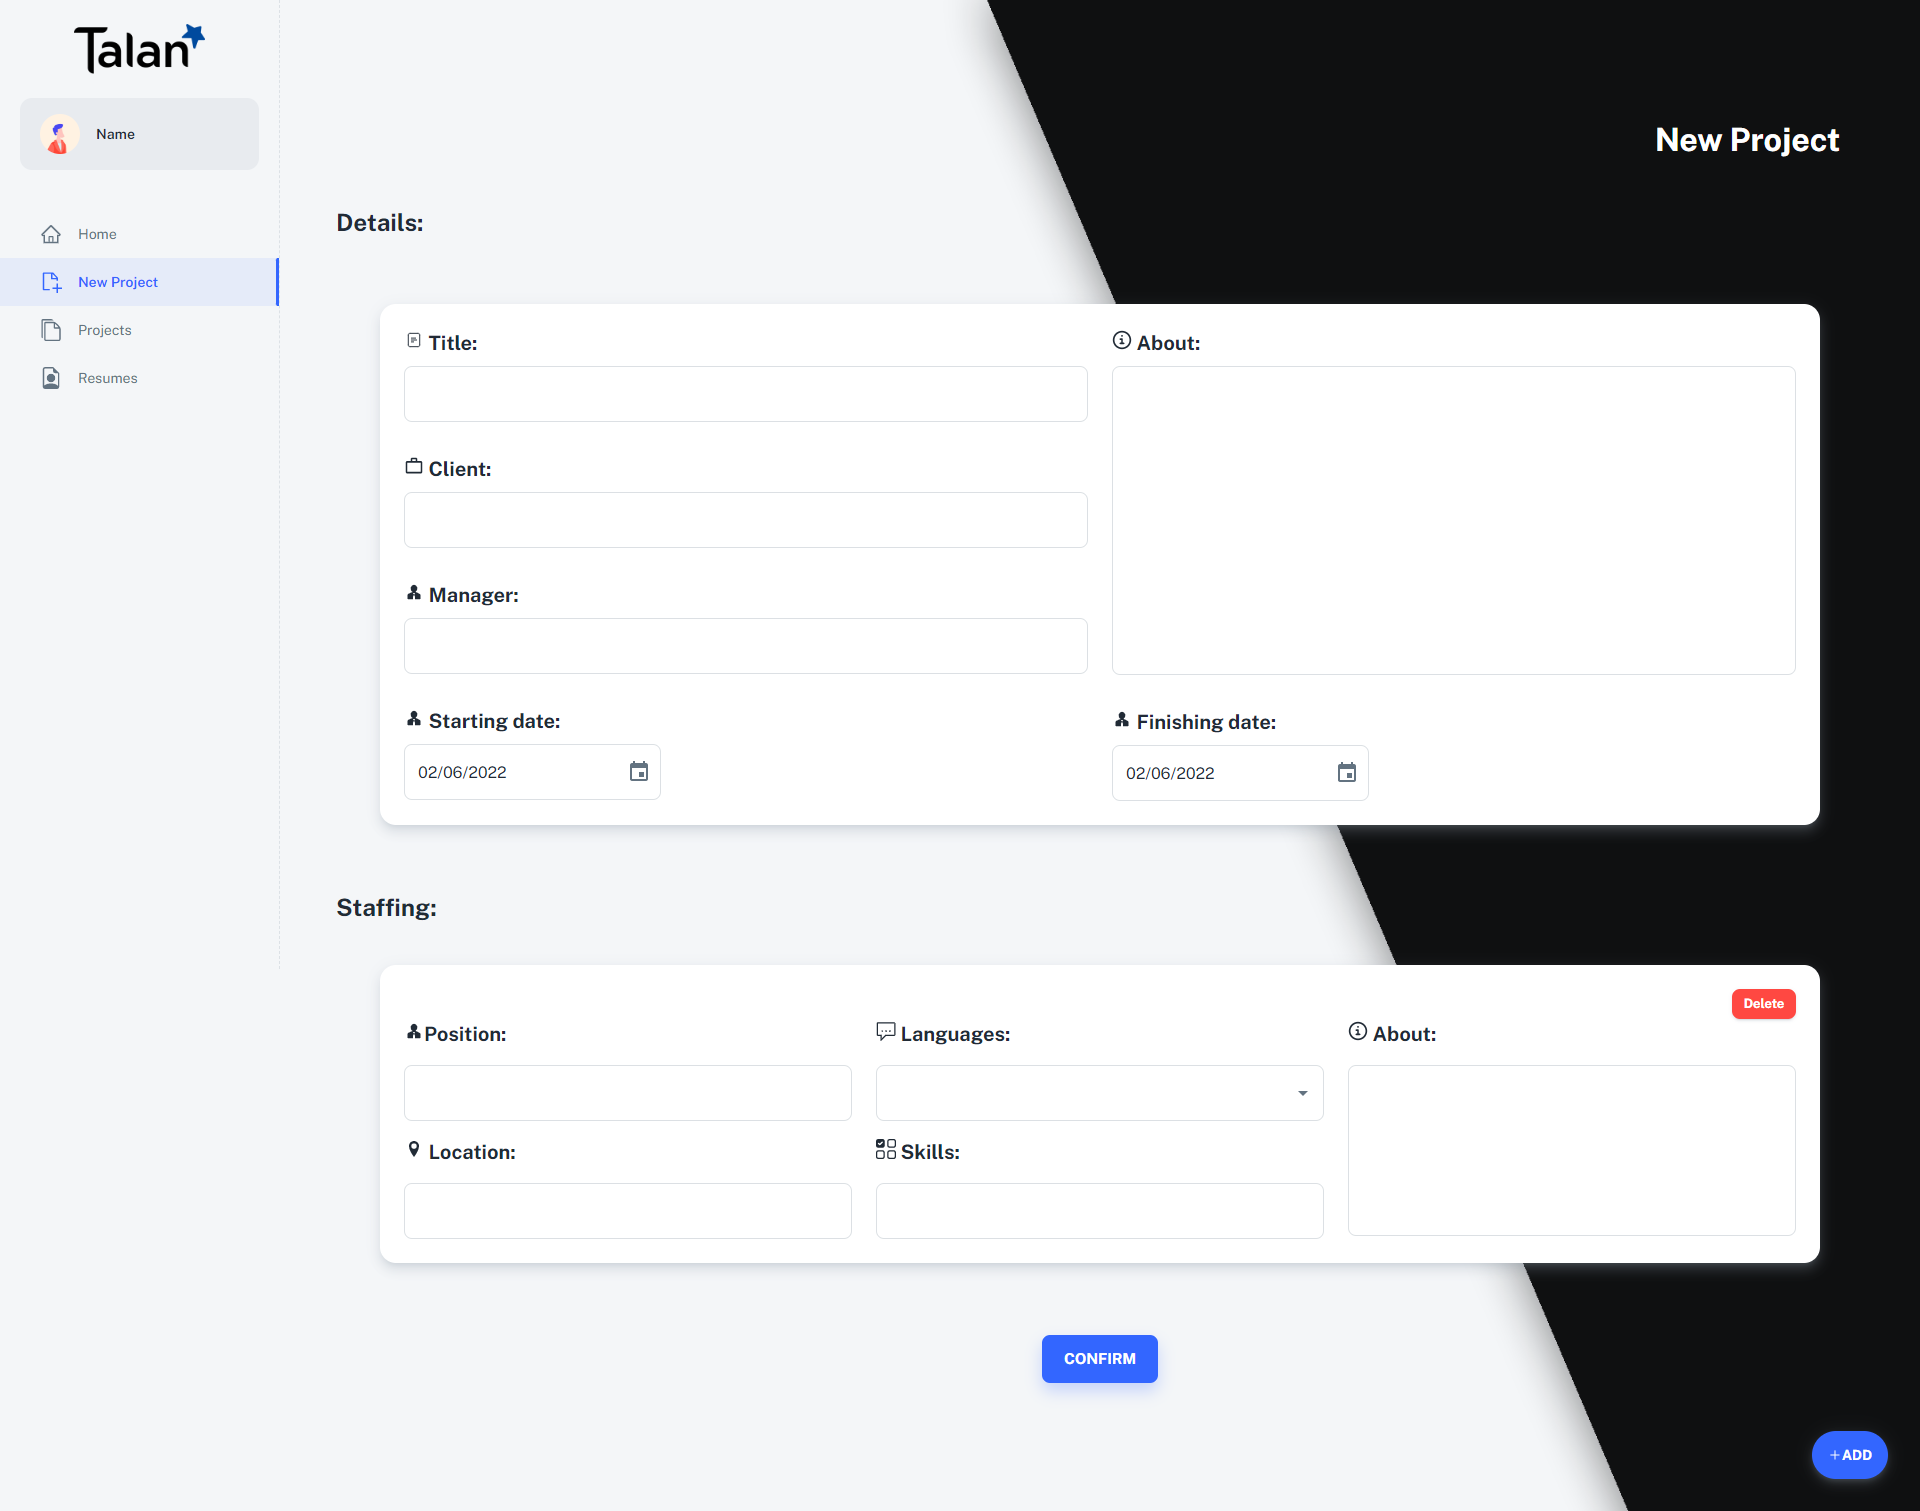 Talan
Name
Home
New Project
Projects
Resumes
New Project
Details:
Title:
About:
Client:
Manager:
Starting date:
Finishing date:
02/06/2022
02/06/2022
Staffing:
Delete
Position:
Languages:
About:
Location:
Skills:
CONFIRM
+ADD